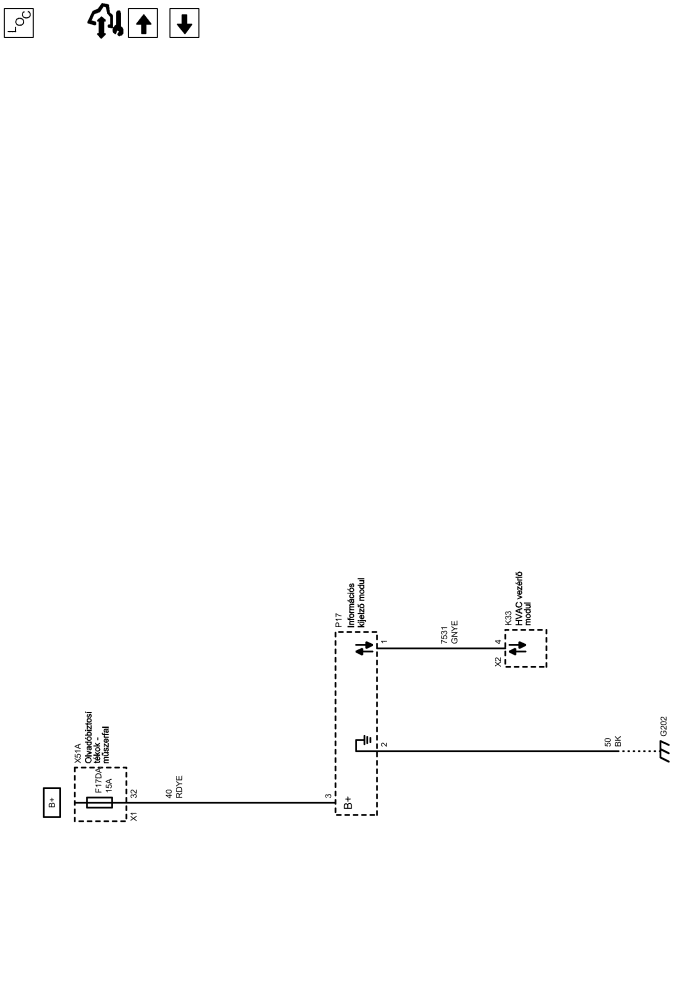 LOC
B+
X51A
Olvadóbiztosí
tékok -
műszerfal
F17DA
15A
X1
32
40
RDYE
3
B+
P17
Információs
kijelző modul
1
7531
GNYE
X2
4
K33
HVAC vezérlő
modul
2
50
BK
G202